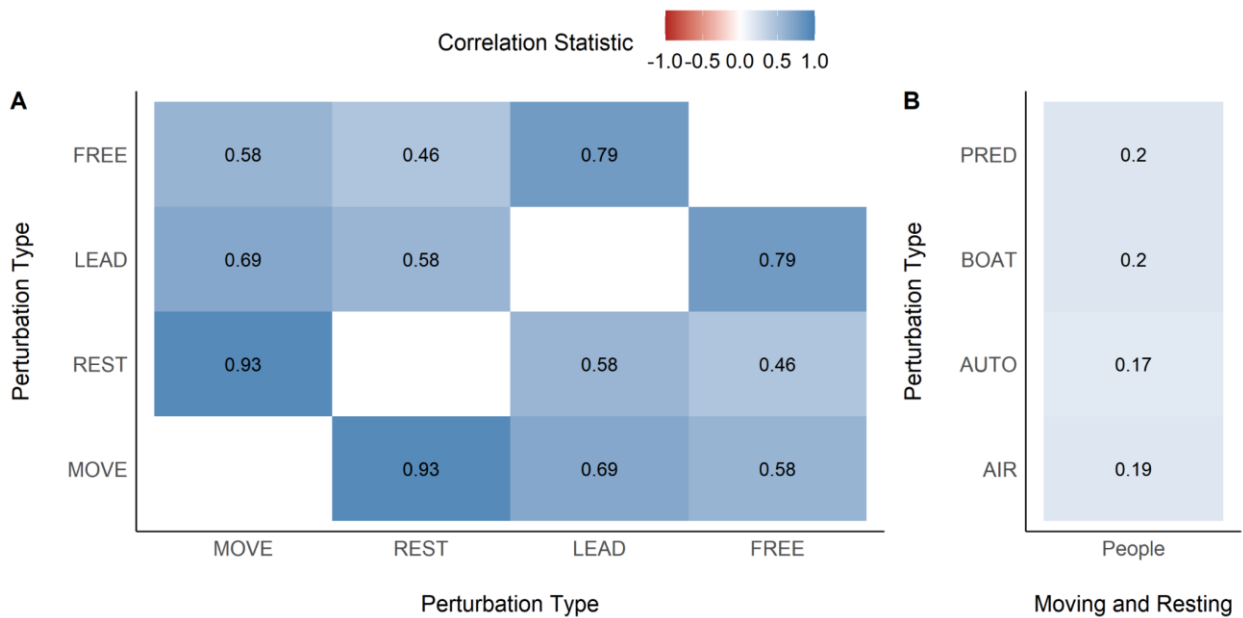 Correlation Statistic
-1.0 -0.5 0.0 0.5 1.0
A
Perturbation Type
FREE 0.58 0.46 0.79
LEAD 0.69 0.58 0.79
REST 0.93 0.58 0.46
MOVE 0.93 0.69 0.58
MOVE REST LEAD FREE
Perturbation Type
B
Perturbation Type
PRED 0.2
BOAT 0.2
AUTO 0.17
AIR 0.19
People
Moving and Resting